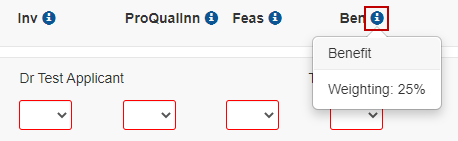 Inv ProQualInn Feas Ben
Benefit
Dr Test Applicant T
Weighting: 25%